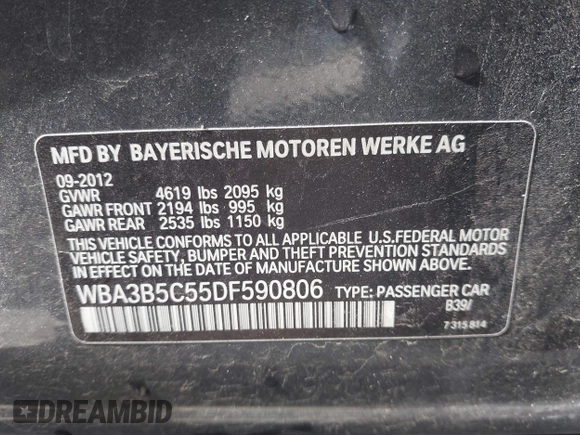 MFD BY BAYERISCHE MOTOREN WERKE AG
09-2012
GVWR 4619 lbs 2095 kg
GAWR FRONT 2194 lbs 995 kg
GAWR REAR 2535 lbs 1150 kg
THIS VEHICLE CONFORMS TO ALL APPLICABLE U.S.FEDERAL MOTOR
VEHICLE SAFETY, BUMPER AND THEFT PREVENTION STANDARDS
IN EFFECT ON THE DATE OF MANUFACTURE SHOWN ABOVE.
WBA3B5C55DF590806 TYPE: PASSENGER CAR
B39/
7 315 814
DREAMBID